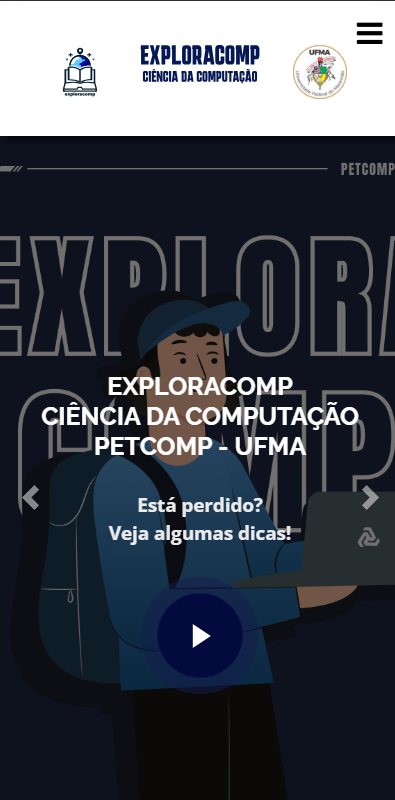 exploracomp
EXPLORACOMP
CIÊNCIA DA COMPUTAÇÃO
UFMA
Universidade Federal do Maranhão
PETCOMP
EXPLORA
COMP
EXPLORACOMP
CIÊNCIA DA COMPUTAÇÃO
PETCOMP - UFMA
Está perdido?
Veja algumas dicas!